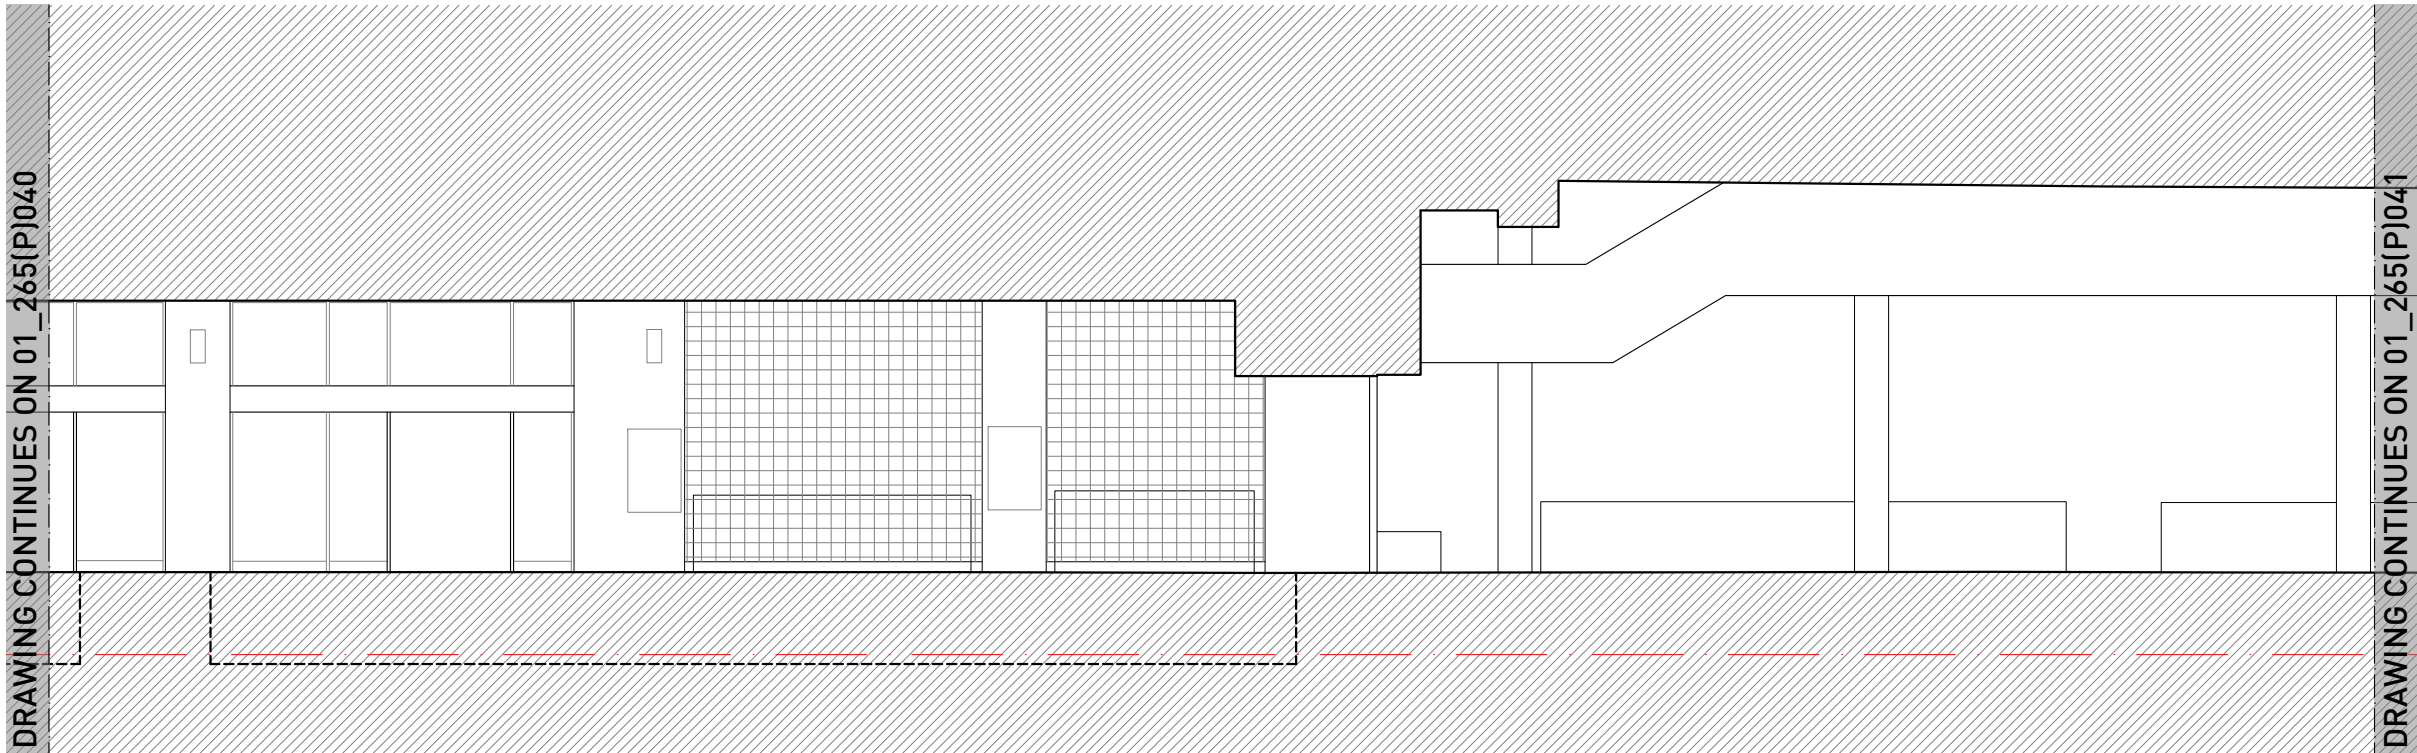 DRAWING CONTINUES ON 01_265(P)040
DRAWING CONTINUES ON 01_265(P)041